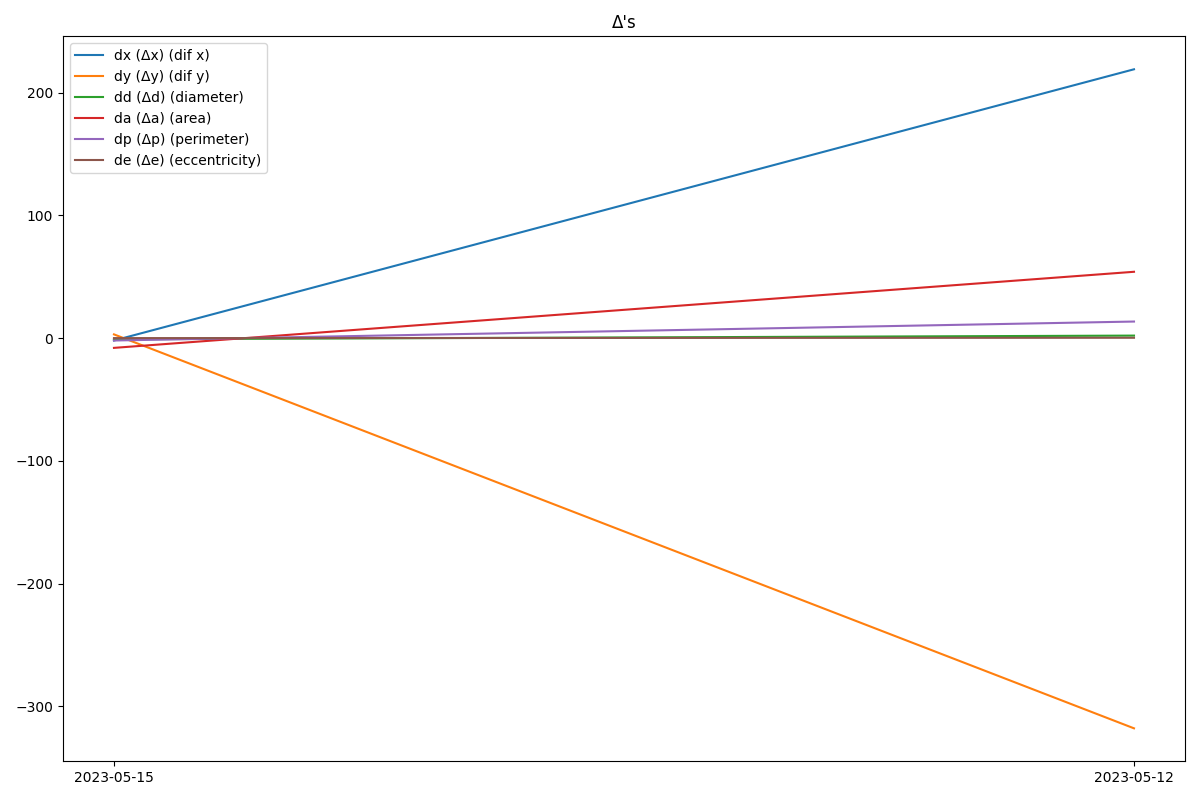 Δ's
dx (Δx) (dif x)
dy (Δy) (dif y)
dd (Δd) (diameter)
da (Δa) (area)
dp (Δp) (perimeter)
de (Δe) (eccentricity)
200
100
0
−100
−200
−300
2023-05-15
2023-05-12